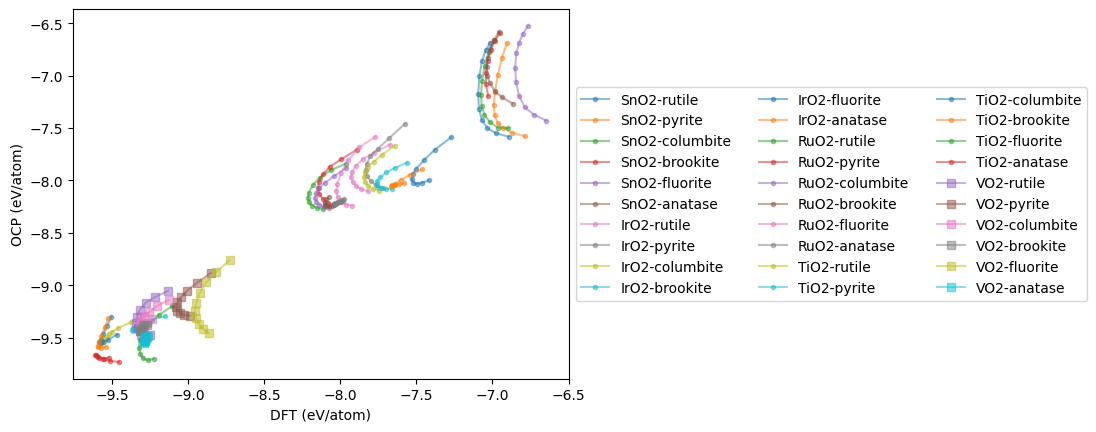 −6.5
−7.0
−7.5
−8.0
−8.5
−9.0
−9.5
OCP (eV/atom)
−9.5 −9.0 −8.5 −8.0 −7.5 −7.0 −6.5
DFT (eV/atom)
SnO2-rutile
SnO2-pyrite
SnO2-columbite
SnO2-brookite
SnO2-fluorite
SnO2-anatase
IrO2-rutile
IrO2-pyrite
IrO2-columbite
IrO2-brookite
IrO2-fluorite
IrO2-anatase
RuO2-rutile
RuO2-pyrite
RuO2-columbite
RuO2-brookite
RuO2-fluorite
RuO2-anatase
TiO2-rutile
TiO2-pyrite
TiO2-columbite
TiO2-brookite
TiO2-fluorite
TiO2-anatase
VO2-rutile
VO2-pyrite
VO2-columbite
VO2-brookite
VO2-fluorite
VO2-anatase